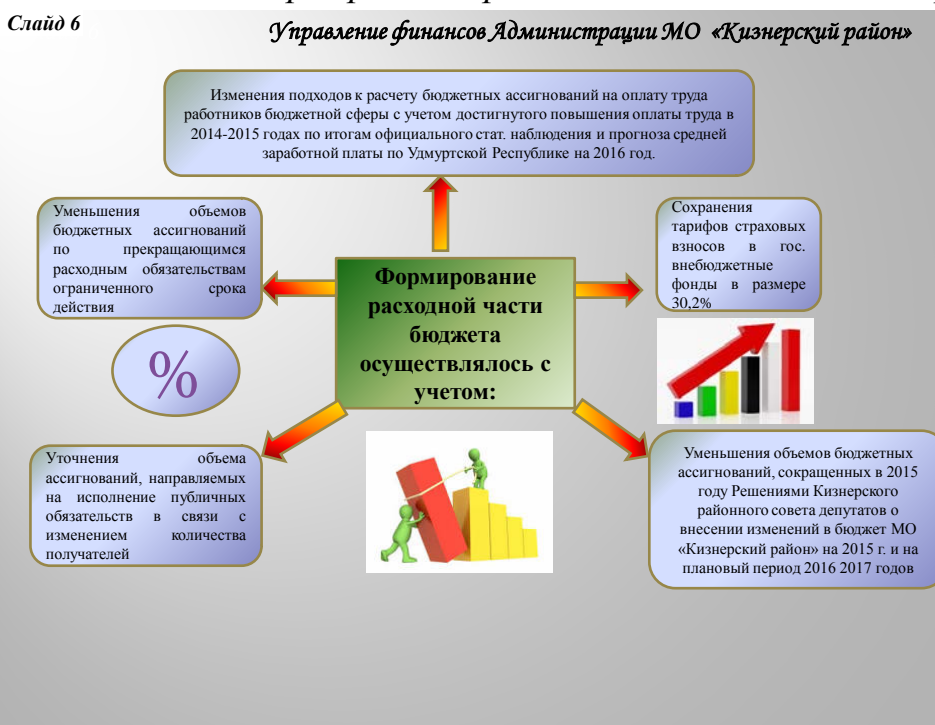 Слайд 6
Управление финансов Администрации МО «Кизнерский район»
Изменения подходов к расчету бюджетных ассигнований на оплату труда
работников бюджетной сферы с учетом достигнутого повышения оплаты труда в
2014-2015 годах по итогам официального стат. наблюдения и прогноза средней
заработной платы по Удмуртской Республике на 2016 год.
Уменьшения объемов
бюджетных ассигнований
по прекращающимся
расходным обязательствам
ограниченного срока
действия
Сохранения
тарифов страховых
взносов в гос.
внебюджетные
фонды в размере
30,2%
Формирование
расходной части
бюджета
осуществлялось с
учетом:
%
Уточнения объема
ассигнований, направляемых
на исполнение публичных
обязательств в связи с
изменением количества
получателей
Уменьшения объемов бюджетных
ассигнований, сокращенных в 2015
году Решениями Кизнерского
районного совета депутатов о
внесении изменений в бюджет МО
«Кизнерский район» на 2015 г. и на
плановый период 2016 2017 годов